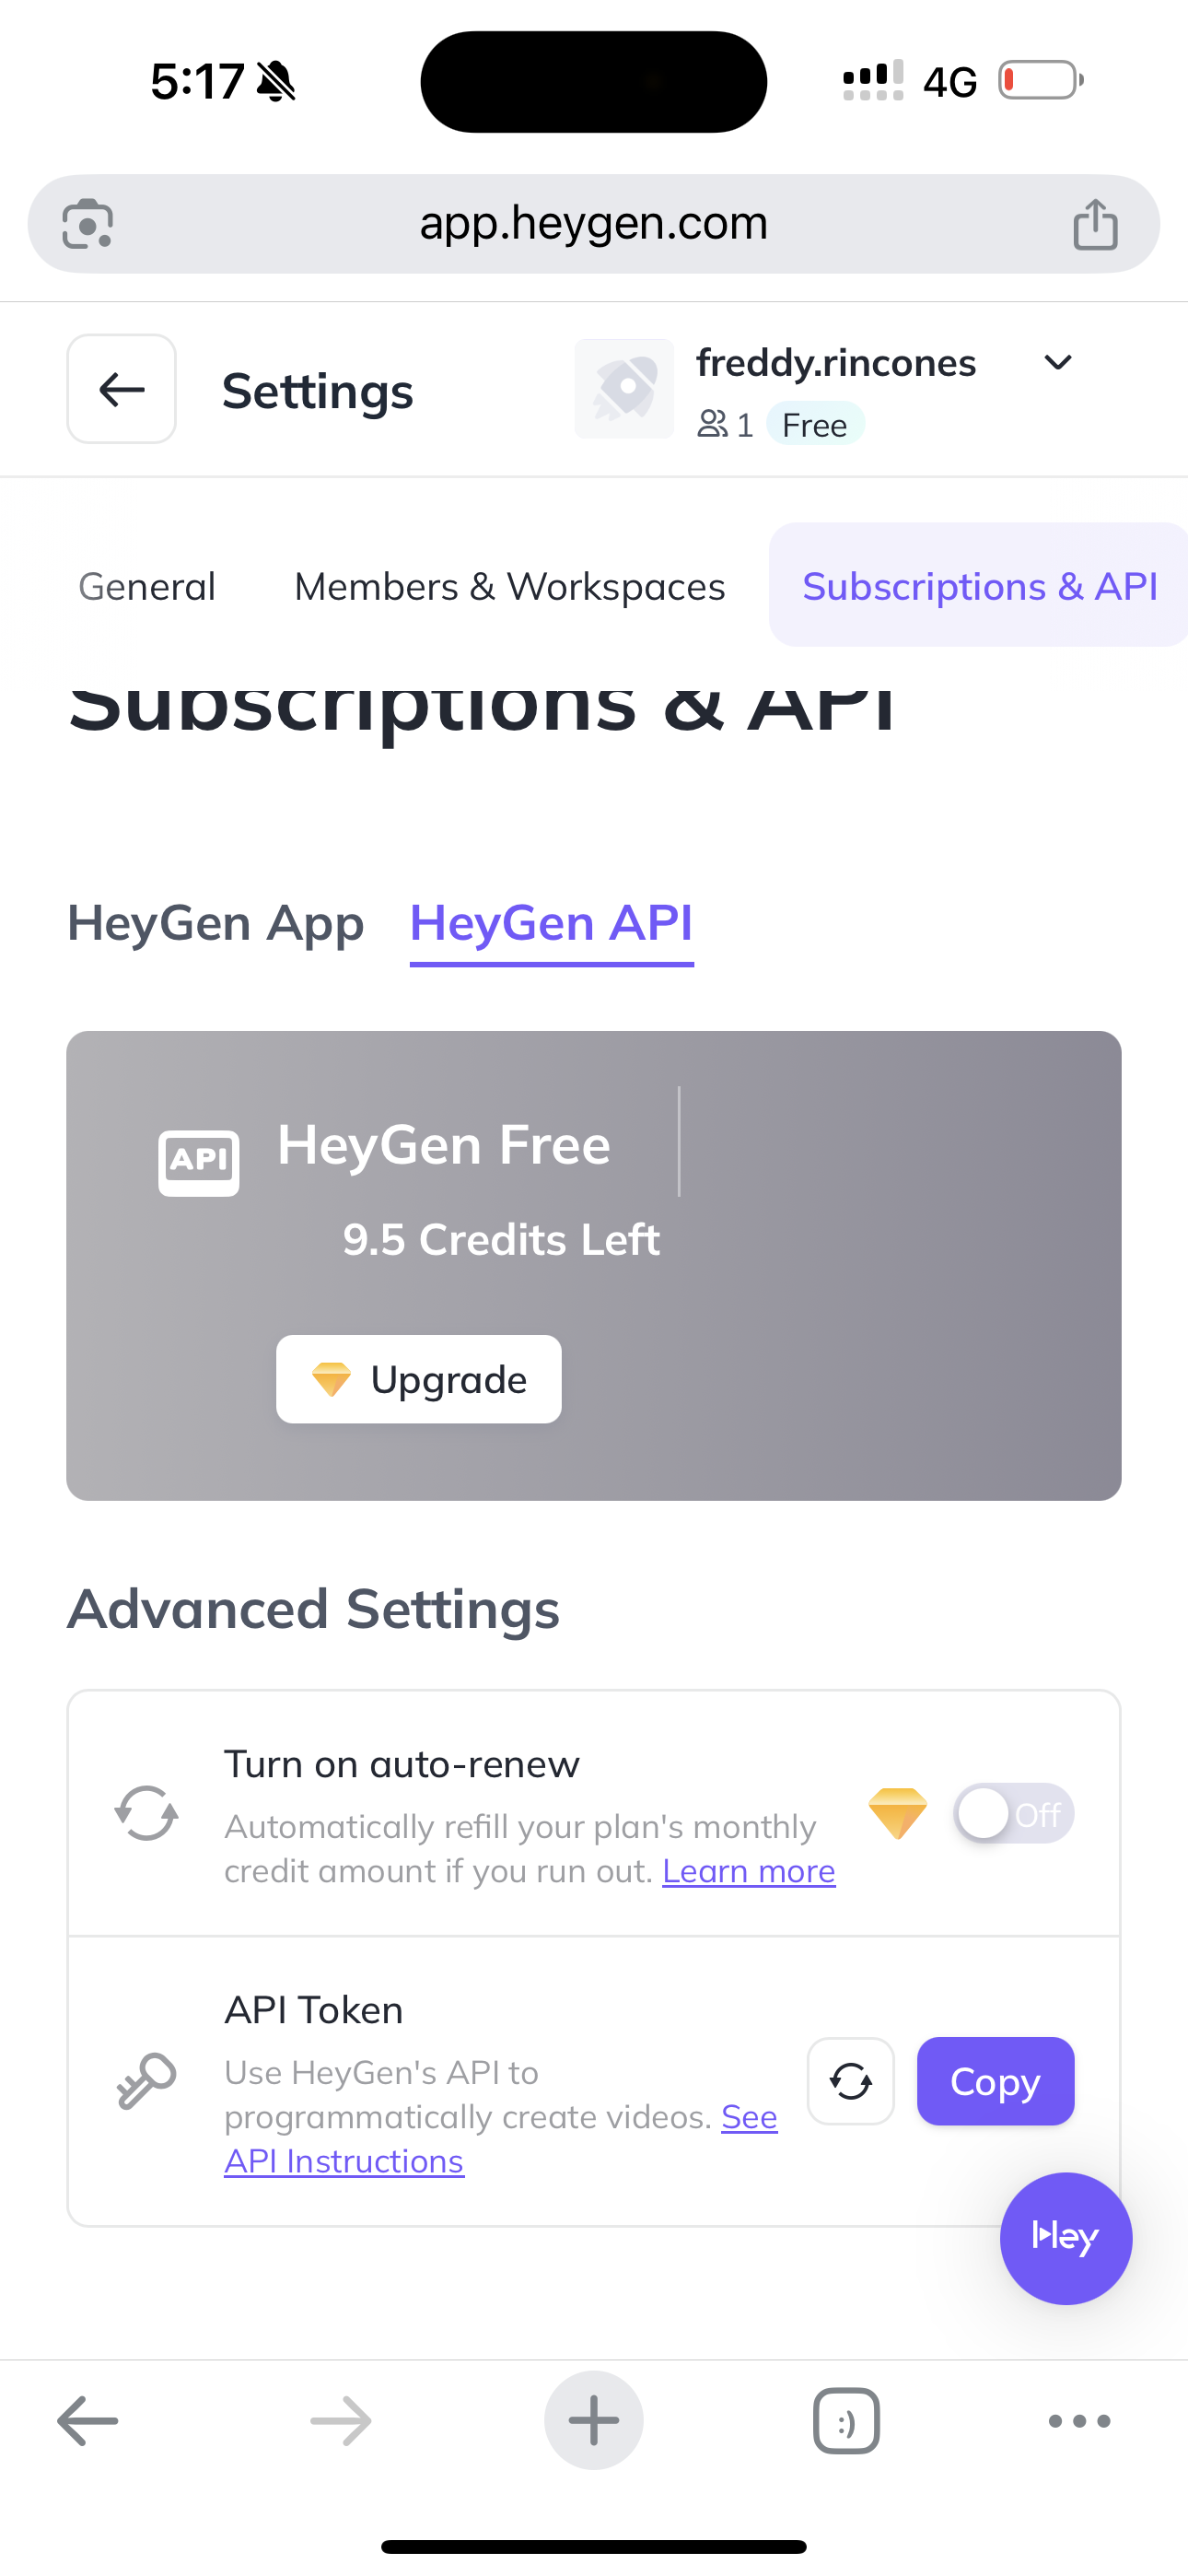 5:17
4G
app.heygen.com
Settings
freddy.rincones
1
Free
General
Members & Workspaces
Subscriptions & API
Subscriptions & API
HeyGen App
HeyGen API
API
HeyGen Free
9.5 Credits Left
Upgrade
Advanced Settings
Turn on auto-renew
Automatically refill your plan's monthly
credit amount if you run out. Learn more
Off
API Token
Use HeyGen's API to
programmatically create videos. See
API Instructions
Copy
Hey
:)